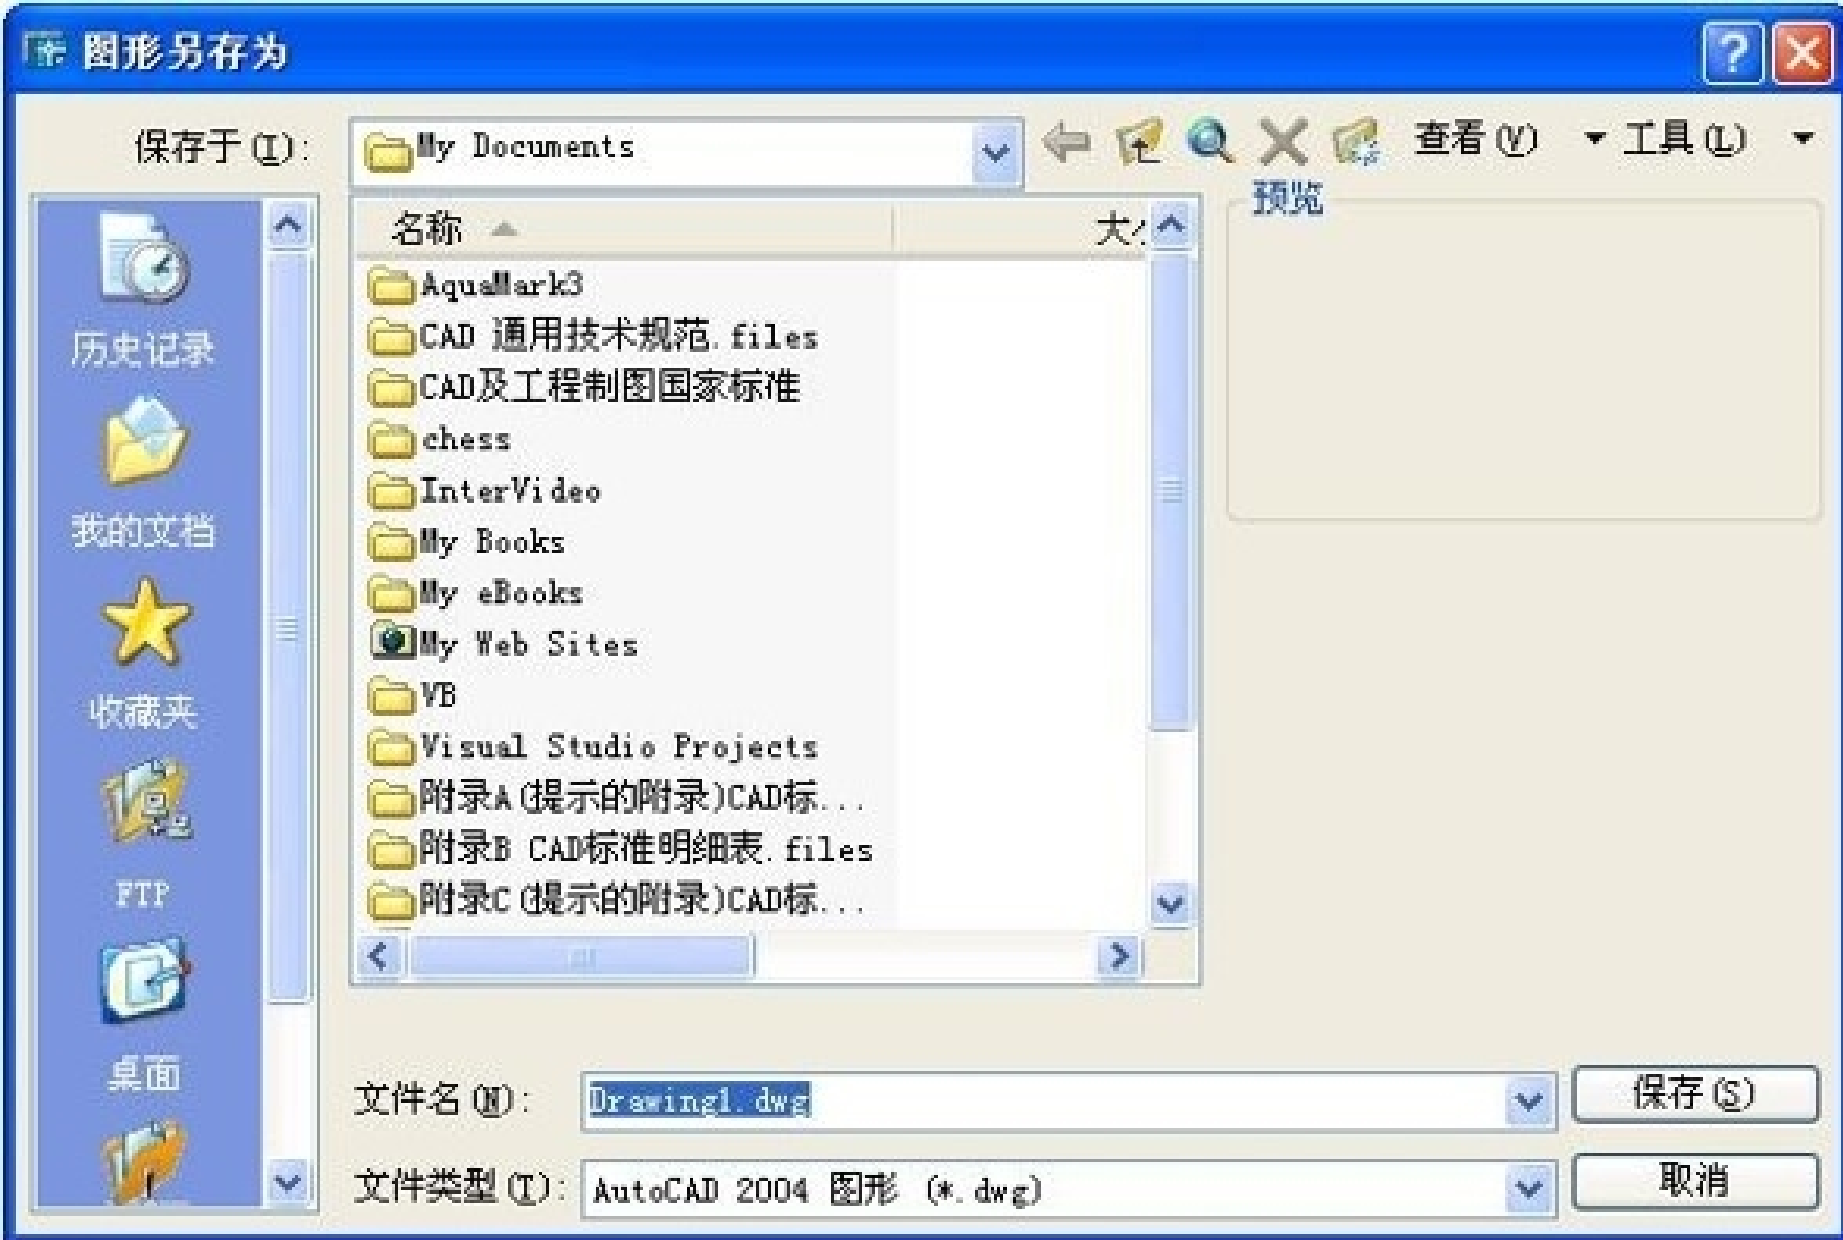 图形另存为
保存于(I): My Documents 查看(V) 工具(L)
预览
名称 大小
历史记录
我的文档
收藏夹
FTP
桌面
AquaMark3
CAD 通用技术规范.files
CAD及工程制图国家标准
chess
InterVideo
My Books
My eBooks
My Web Sites
VB
Visual Studio Projects
附录A(提示的附录)CAD标...
附录B CAD标准明细表.files
附录C(提示的附录)CAD标...
文件名(N): Drawing1.dwg 保存(S)
文件类型(T): AutoCAD 2004 图形 (*.dwg) 取消